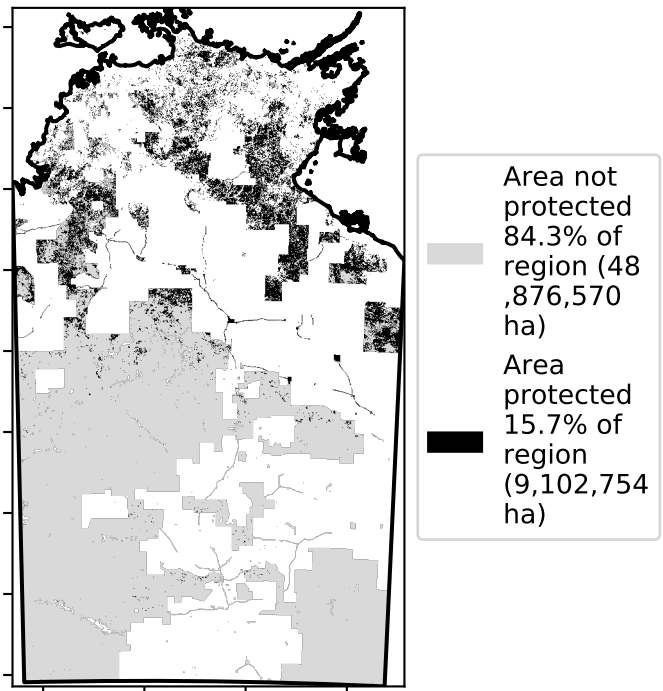 Area not
protected
84.3% of
region (48
,876,570
ha)
Area
protected
15.7% of
region
(9,102,754
ha)